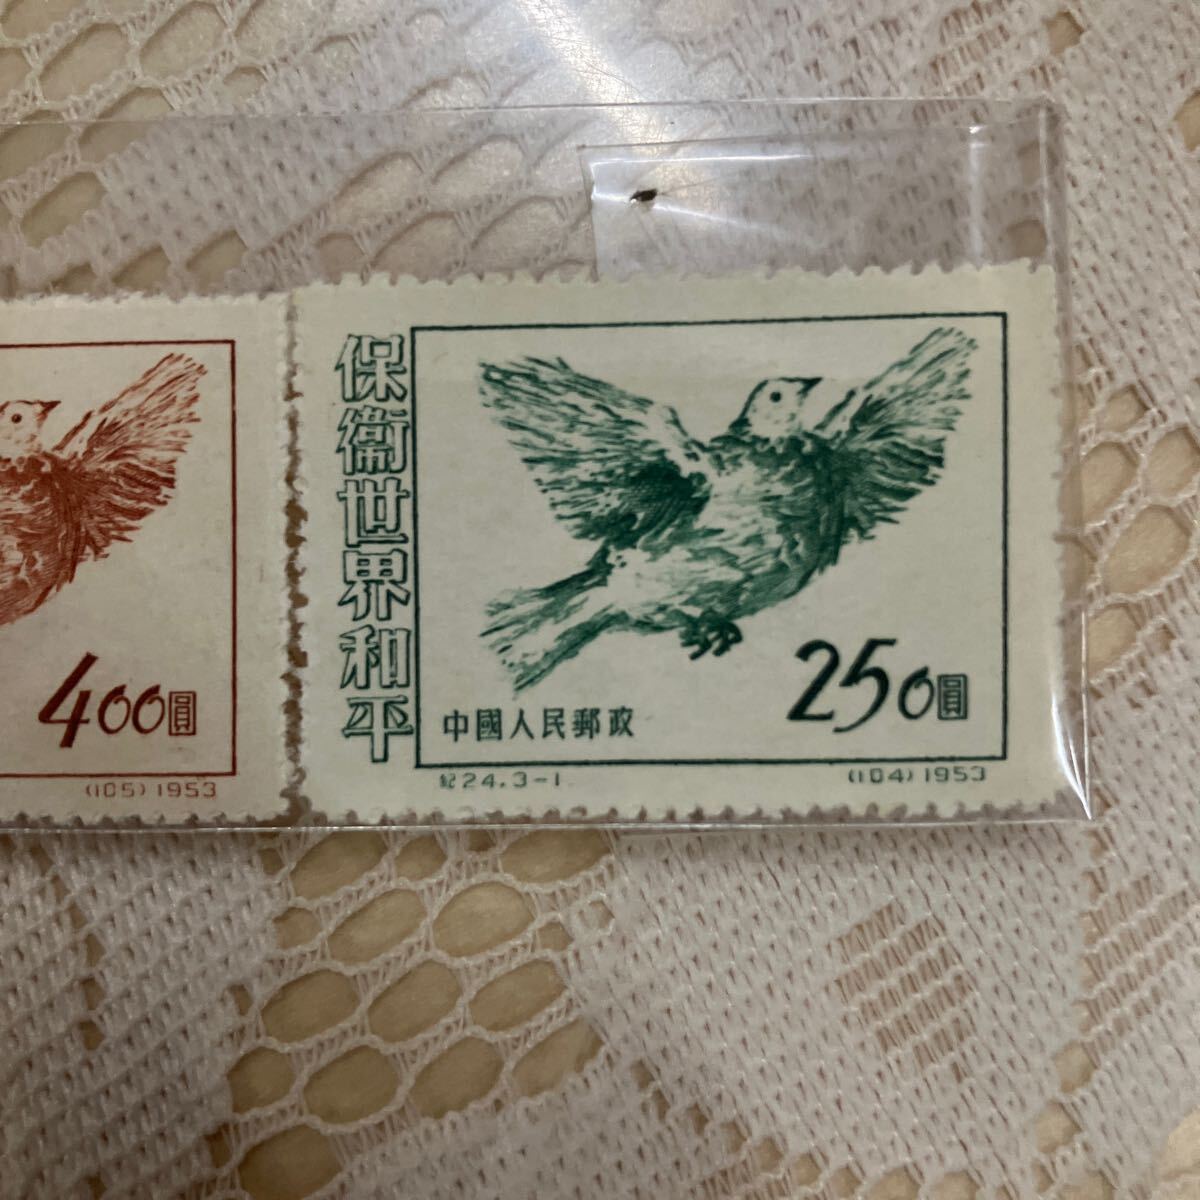 400圓
(105)1953
保衞世界和平
250圓
中國人民郵政
紀24.3-1.
(104)1953